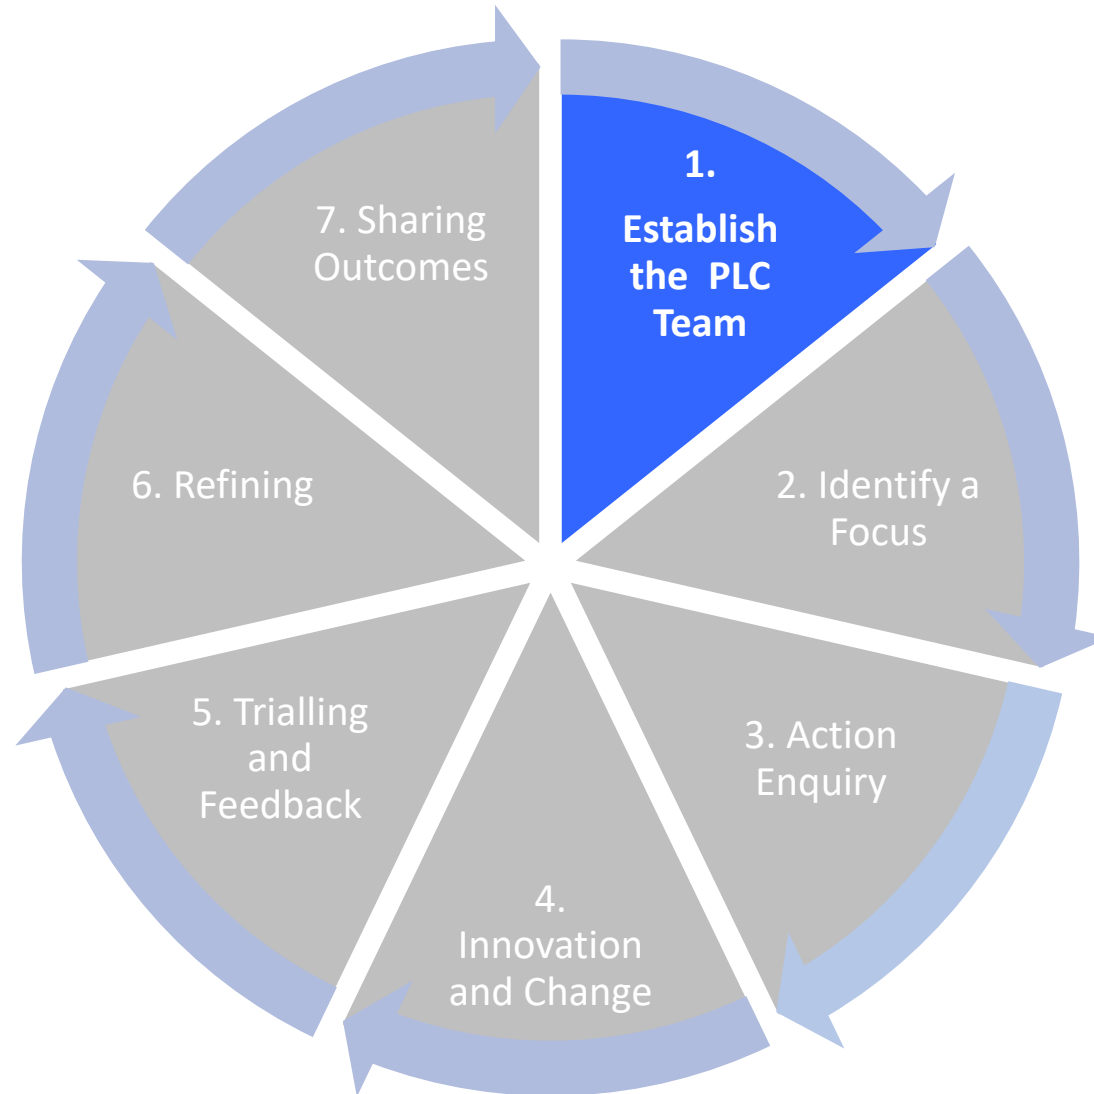 1.
Establish
the  PLC
Team
2. Identify a
Focus
3. Action
Enquiry
4.
Innovation
and Change
5. Trialling
and
Feedback
6. Refining
7. Sharing
Outcomes